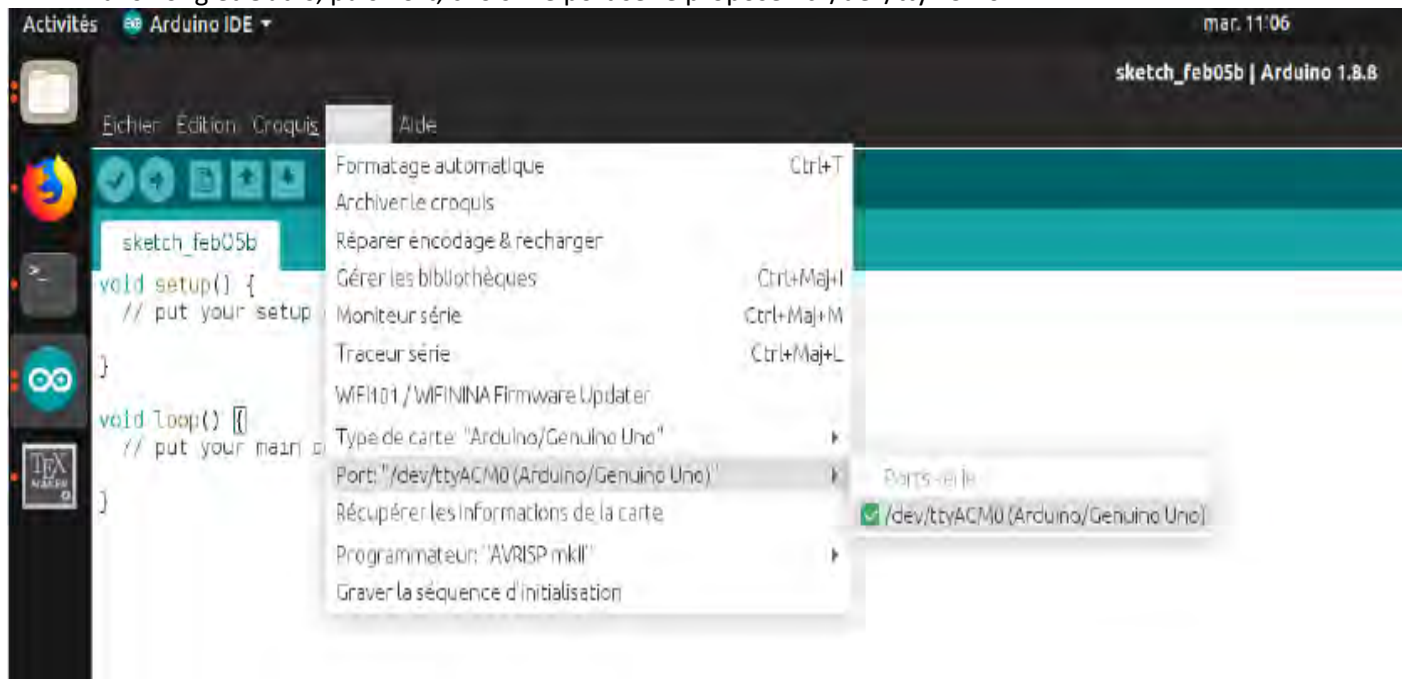 Activités Arduino IDE mar. 11:06
sketch_feb05b | Arduino 1.8.8
Fichier Édition Croquis Aide
Formatage automatique Ctrl+T
Archiver le croquis
sketch_feb05b
Réparer encodage & recharger
Gérer les bibliothèques Ctrl+Maj+I
void setup() {
// put your setup
Moniteur série Ctrl+Maj+M
Traceur série Ctrl+Maj+L
}
WiFi101 / WiFiNINA Firmware Updater
void loop() {
Type de carte: "Arduino/Genuino Uno"
// put your main
Port: "/dev/ttyACM0 (Arduino/Genuino Uno)"
Ports série
Récupérer les informations de la carte
/dev/ttyACM0 (Arduino/Genuino Uno)
}
Programmateur: "AVRISP mkII"
Graver la séquence d'initialisation
TEX
MAKER